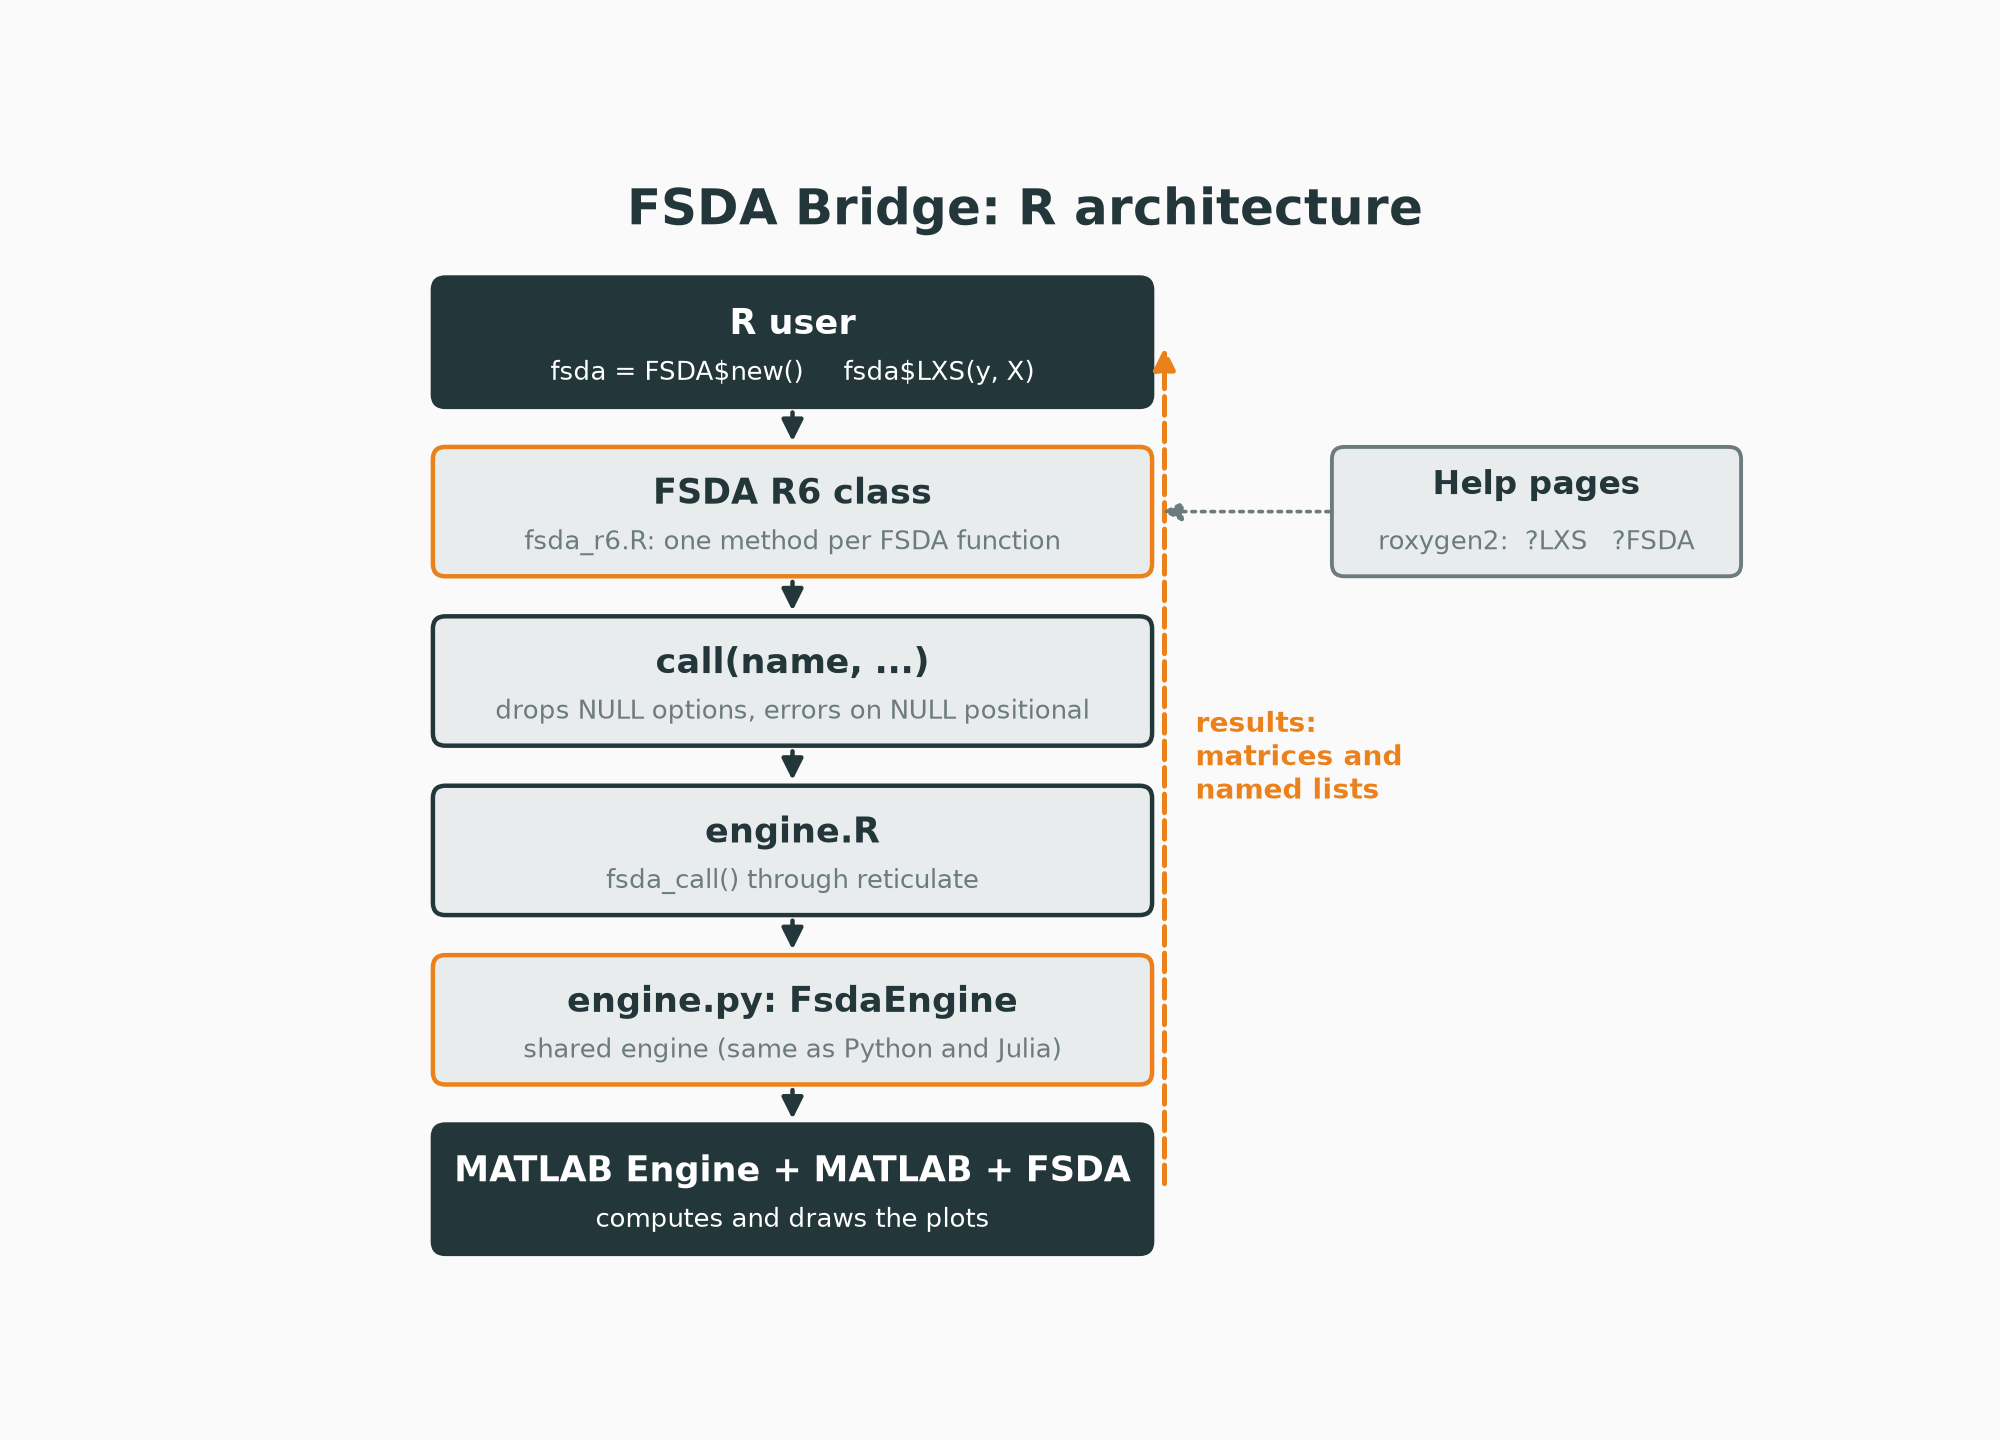 FSDA Bridge: R architecture
R user
fsda = FSDA$new()     fsda$LXS(y, X)
FSDA R6 class
fsda_r6.R: one method per FSDA function
Help pages
roxygen2:  ?LXS   ?FSDA
call(name, ...)
drops NULL options, errors on NULL positional
results:
matrices and
named lists
engine.R
fsda_call() through reticulate
engine.py: FsdaEngine
shared engine (same as Python and Julia)
MATLAB Engine + MATLAB + FSDA
computes and draws the plots